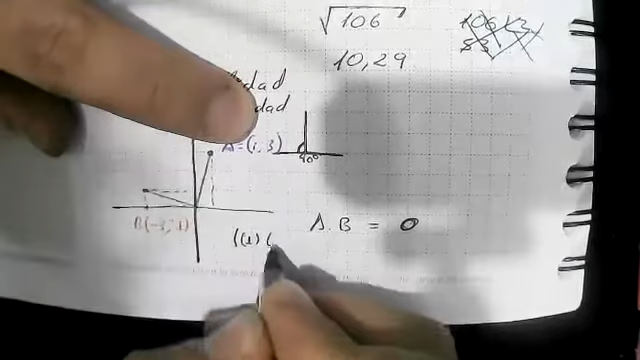 √106
10,29
dad
dad
A=(1,3)
90°
B(-3,1)
A.B = 0
((1)(